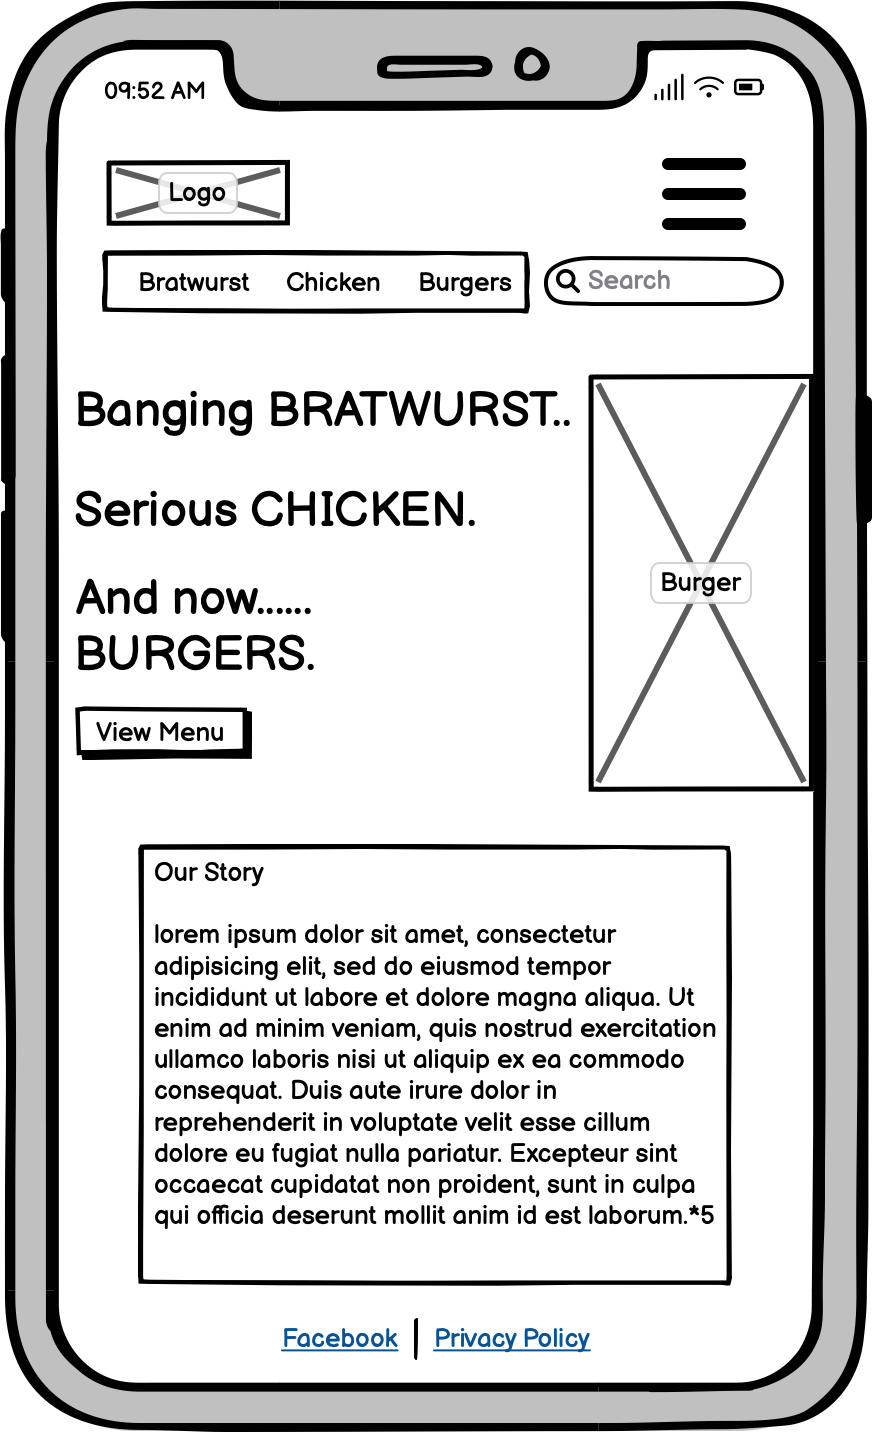 09:52 AM
Logo
Bratwurst Chicken Burgers
Search
Banging BRATWURST..
Serious CHICKEN.
And now......
BURGERS.
Burger
View Menu
Our Story
lorem ipsum dolor sit amet, consectetur
adipisicing elit, sed do eiusmod tempor
incididunt ut labore et dolore magna aliqua. Ut
enim ad minim veniam, quis nostrud exercitation
ullamco laboris nisi ut aliquip ex ea commodo
consequat. Duis aute irure dolor in
reprehenderit in voluptate velit esse cillum
dolore eu fugiat nulla pariatur. Excepteur sint
occaecat cupidatat non proident, sunt in culpa
qui officia deserunt mollit anim id est laborum.*5
Facebook | Privacy Policy